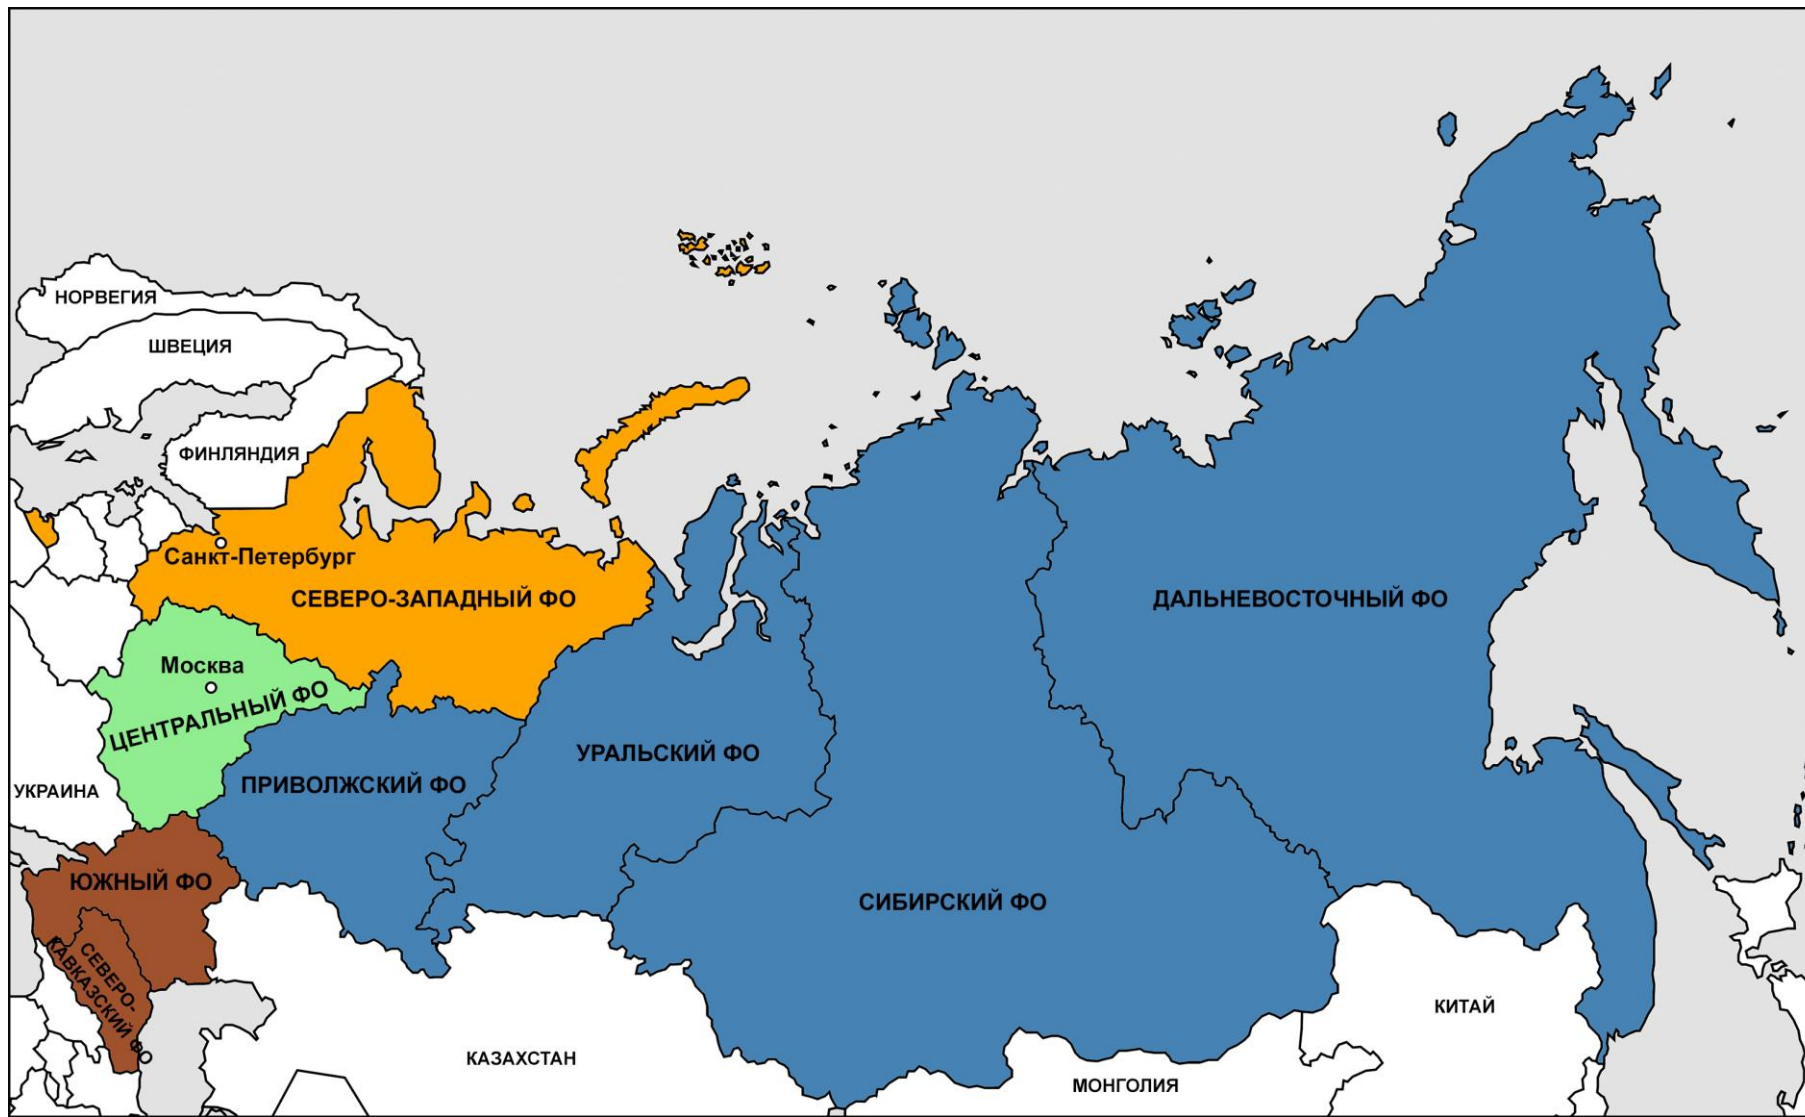 НОРВЕГИЯ
ШВЕЦИЯ
ФИНЛЯНДИЯ
Санкт-Петербург
СЕВЕРО-ЗАПАДНЫЙ ФО
ДАЛЬНЕВОСТОЧНЫЙ ФО
Москва
ЦЕНТРАЛЬНЫЙ ФО
УРАЛЬСКИЙ ФО
ПРИВОЛЖСКИЙ ФО
УКРАИНА
ЮЖНЫЙ ФО
СИБИРСКИЙ ФО
СЕВЕРО-
КАВКАЗСКИЙ ФО
КИТАЙ
КАЗАХСТАН
МОНГОЛИЯ